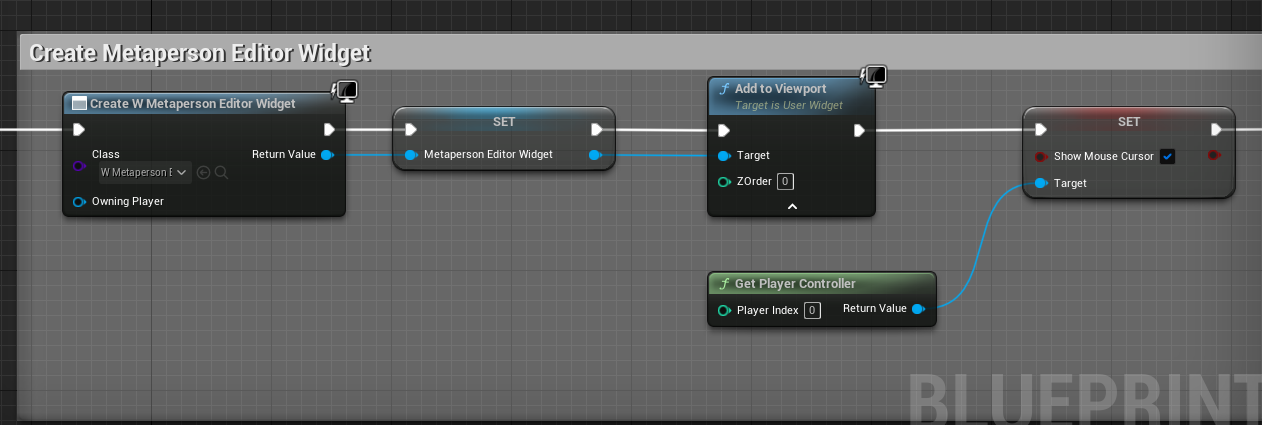 Create Metaperson Editor Widget
Create W Metaperson Editor Widget
Class
W Metaperson E
Return Value
Owning Player
SET
Metaperson Editor Widget
Add to Viewport
Target is User Widget
Target
ZOrder 0
SET
Show Mouse Cursor
Target
Get Player Controller
Player Index 0
Return Value
BLUEPRINT